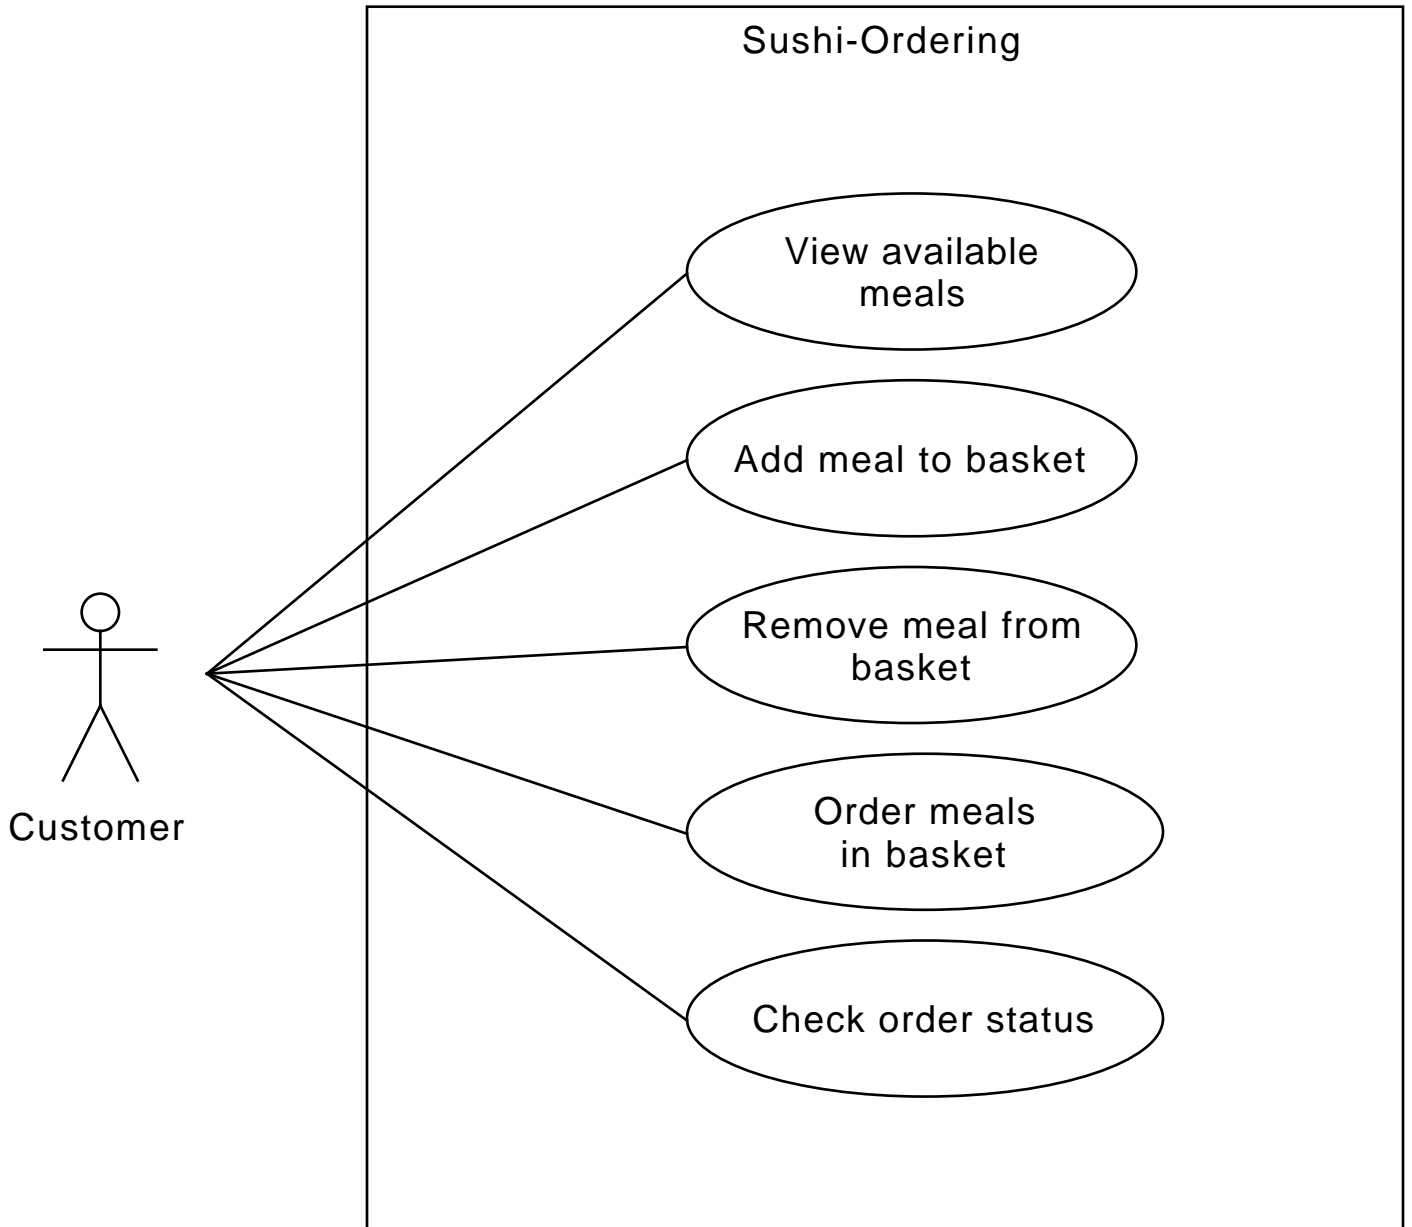 Sushi-Ordering
View available
meals
Add meal to basket
Remove meal from
basket
Order meals
in basket
Check order status
Customer